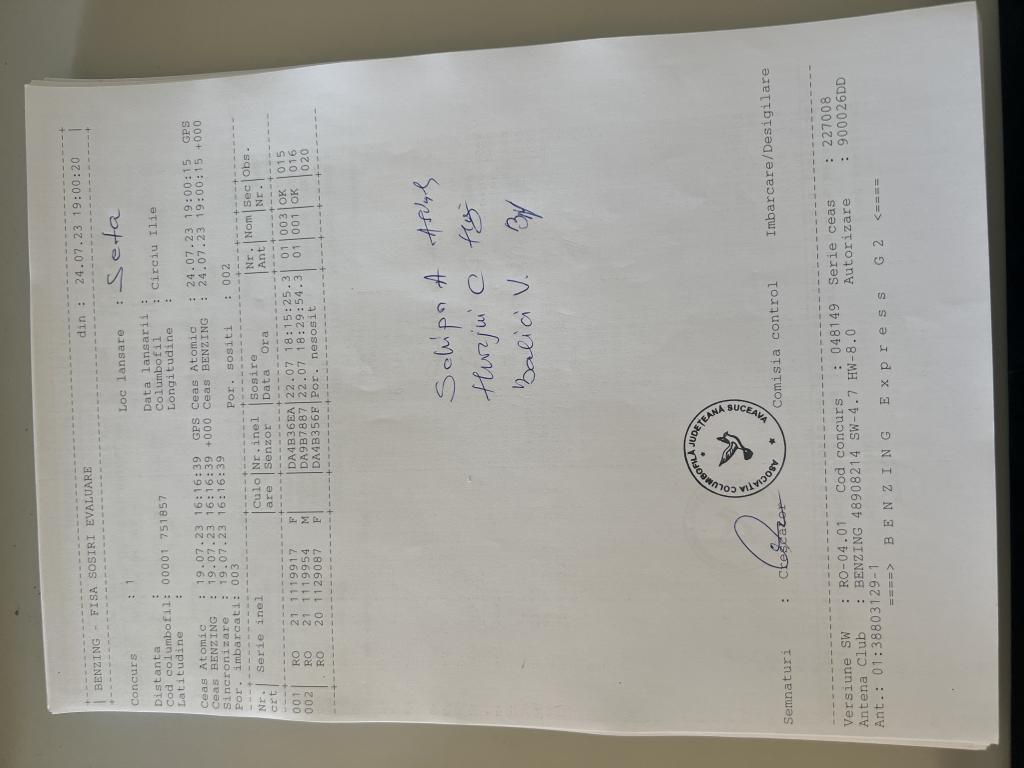 BENZING - FISA SOSIRI EVALUARE din : 24.07.23 19:00:20
Concurs : 1 Loc lansare : Seta
Distanta : Data lansarii :
Cod columbofil: 00001 751857 Columbofil : Circiu Ilie
Latitudine : Longitudine :
Ceas Atomic : 19.07.23 16:16:39 GPS Ceas Atomic : 24.07.23 19:00:15 GPS
Ceas BENZING : 19.07.23 16:16:39 +000 Ceas BENZING : 24.07.23 19:00:15 +000
Sincronizare : 19.07.23 16:16:39
Por. imbarcati: 003 Por. sositi : 002
Nr. | Serie inel | Culo | Nr.inel | Sosire | Nr. | Nom | Sec | Obs.
crt | | are | Senzor | Data Ora | Ant | | Nr. |
001 | RO 21 1119917 F | | DA4B36EA | 22.07 18:15:25.3 | 01 | 003 | OK | 015
002 | RO 21 1119954 M | | DA9B7887 | 22.07 18:29:54.3 | 01 | 001 | OK | 016
. RO 20 1129087 F | | DA4B356F | Por. nesosit | | | | 020
Schipor A
C
Balici V.
ASOCIATIA COLUMBOFILĂ JUDEȚEANĂ SUCEAVA
Semnaturi : Crescator Comisia control Imbarcare/Desigilare
Versiune SW : RO-04.01 Cod concurs : 048149 Serie ceas : 227008
Antena Club : BENZING 48908214 SW-4.7 HW-8.0 Autorizare : 900026DD
Ant.: 01:38803129-1
====> B E N Z I N G E x p r e s s G 2 <====